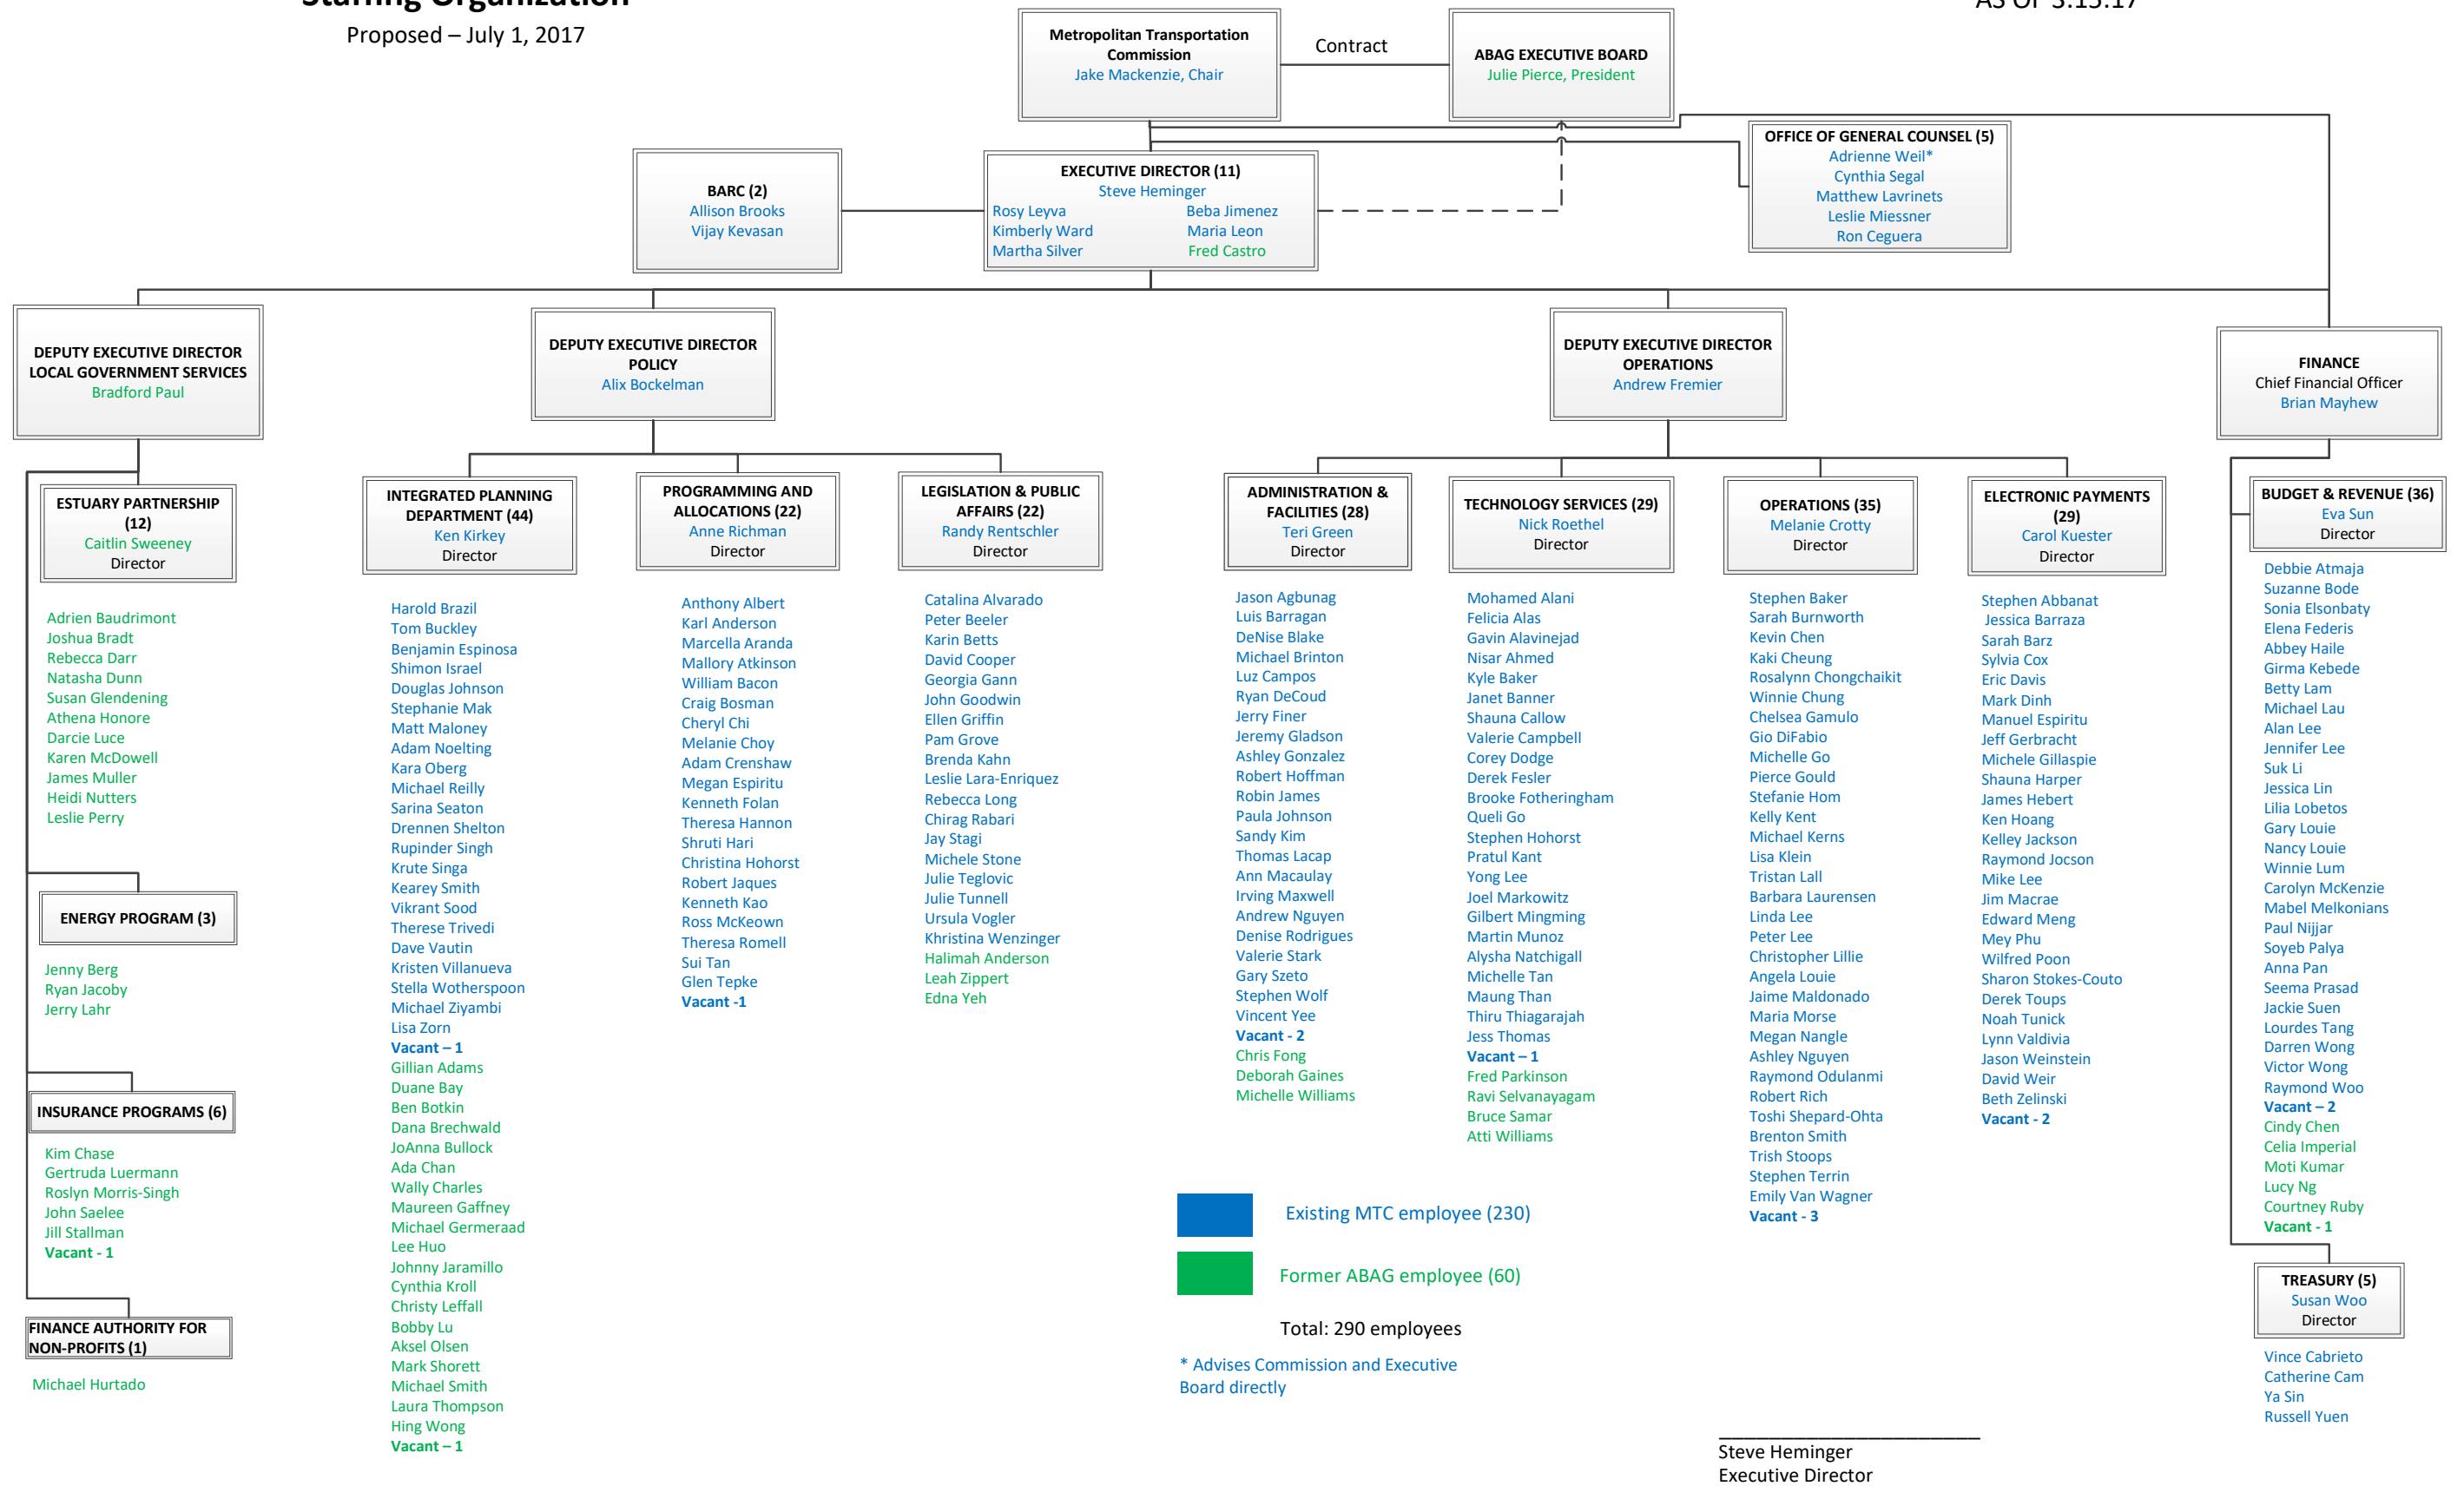 Staffing Organization
Proposed – July 1, 2017
AS OF 3.15.17
Metropolitan Transportation
Commission
Jake Mackenzie, Chair
Contract
ABAG EXECUTIVE BOARD
Julie Pierce, President
OFFICE OF GENERAL COUNSEL (5)
Adrienne Weil*
Cynthia Segal
Matthew Lavrinets
Leslie Miessner
Ron Ceguera
BARC (2)
Allison Brooks
Vijay Kevasan
EXECUTIVE DIRECTOR (11)
Steve Heminger
Rosy Leyva
Kimberly Ward
Martha Silver
Beba Jimenez
Maria Leon
Fred Castro
DEPUTY EXECUTIVE DIRECTOR
LOCAL GOVERNMENT SERVICES
Bradford Paul
DEPUTY EXECUTIVE DIRECTOR
POLICY
Alix Bockelman
DEPUTY EXECUTIVE DIRECTOR
OPERATIONS
Andrew Fremier
FINANCE
Chief Financial Officer
Brian Mayhew
ESTUARY PARTNERSHIP
(12)
Caitlin Sweeney
Director
Adrien Baudrimont
Joshua Bradt
Rebecca Darr
Natasha Dunn
Susan Glendening
Athena Honore
Darcie Luce
Karen McDowell
James Muller
Heidi Nutters
Leslie Perry
ENERGY PROGRAM (3)
Jenny Berg
Ryan Jacoby
Jerry Lahr
INSURANCE PROGRAMS (6)
Kim Chase
Gertruda Luermann
Roslyn Morris-Singh
John Saelee
Jill Stallman
Vacant - 1
FINANCE AUTHORITY FOR
NON-PROFITS (1)
Michael Hurtado
INTEGRATED PLANNING
DEPARTMENT (44)
Ken Kirkey
Director
Harold Brazil
Tom Buckley
Benjamin Espinosa
Shimon Israel
Douglas Johnson
Stephanie Mak
Matt Maloney
Adam Noelting
Kara Oberg
Michael Reilly
Sarina Seaton
Drennen Shelton
Rupinder Singh
Krute Singa
Kearey Smith
Vikrant Sood
Therese Trivedi
Dave Vautin
Kristen Villanueva
Stella Wotherspoon
Michael Ziyambi
Lisa Zorn
Vacant – 1
Gillian Adams
Duane Bay
Ben Botkin
Dana Brechwald
JoAnna Bullock
Ada Chan
Wally Charles
Maureen Gaffney
Michael Germeraad
Lee Huo
Johnny Jaramillo
Cynthia Kroll
Christy Leffall
Bobby Lu
Aksel Olsen
Mark Shorett
Michael Smith
Laura Thompson
Hing Wong
Vacant – 1
PROGRAMMING AND
ALLOCATIONS (22)
Anne Richman
Director
Anthony Albert
Karl Anderson
Marcella Aranda
Mallory Atkinson
William Bacon
Craig Bosman
Cheryl Chi
Melanie Choy
Adam Crenshaw
Megan Espiritu
Kenneth Folan
Theresa Hannon
Shruti Hari
Christina Hohorst
Robert Jaques
Kenneth Kao
Ross McKeown
Theresa Romell
Sui Tan
Glen Tepke
Vacant -1
LEGISLATION & PUBLIC
AFFAIRS (22)
Randy Rentschler
Director
Catalina Alvarado
Peter Beeler
Karin Betts
David Cooper
Georgia Gann
John Goodwin
Ellen Griffin
Pam Grove
Brenda Kahn
Leslie Lara-Enriquez
Rebecca Long
Chirag Rabari
Jay Stagi
Michele Stone
Julie Teglovic
Julie Tunnell
Ursula Vogler
Khristina Wenzinger
Halimah Anderson
Leah Zippert
Edna Yeh
ADMINISTRATION &
FACILITIES (28)
Teri Green
Director
Jason Agbunag
Luis Barragan
DeNise Blake
Michael Brinton
Luz Campos
Ryan DeCoud
Jerry Finer
Jeremy Gladson
Ashley Gonzalez
Robert Hoffman
Robin James
Paula Johnson
Sandy Kim
Thomas Lacap
Ann Macaulay
Irving Maxwell
Andrew Nguyen
Denise Rodrigues
Valerie Stark
Gary Szeto
Stephen Wolf
Vincent Yee
Vacant - 2
Chris Fong
Deborah Gaines
Michelle Williams
TECHNOLOGY SERVICES (29)
Nick Roethel
Director
Mohamed Alani
Felicia Alas
Gavin Alavinejad
Nisar Ahmed
Kyle Baker
Janet Banner
Shauna Callow
Valerie Campbell
Corey Dodge
Derek Fesler
Brooke Fotheringham
Queli Go
Stephen Hohorst
Pratul Kant
Yong Lee
Joel Markowitz
Gilbert Mingming
Martin Munoz
Alysha Natchigall
Michelle Tan
Maung Than
Thiru Thiagarajah
Jess Thomas
Vacant – 1
Fred Parkinson
Ravi Selvanayagam
Bruce Samar
Atti Williams
OPERATIONS (35)
Melanie Crotty
Director
Stephen Baker
Sarah Burnworth
Kevin Chen
Kaki Cheung
Rosalynn Chongchaikit
Winnie Chung
Chelsea Gamulo
Gio DiFabio
Michelle Go
Pierce Gould
Stefanie Hom
Kelly Kent
Michael Kerns
Lisa Klein
Tristan Lall
Barbara Laurensen
Linda Lee
Peter Lee
Christopher Lillie
Angela Louie
Jaime Maldonado
Maria Morse
Megan Nangle
Ashley Nguyen
Raymond Odulanmi
Robert Rich
Toshi Shepard-Ohta
Brenton Smith
Trish Stoops
Stephen Terrin
Emily Van Wagner
Vacant - 3
ELECTRONIC PAYMENTS
(29)
Carol Kuester
Director
Stephen Abbanat
Jessica Barraza
Sarah Barz
Sylvia Cox
Eric Davis
Mark Dinh
Manuel Espiritu
Jeff Gerbracht
Michele Gillaspie
Shauna Harper
James Hebert
Ken Hoang
Kelley Jackson
Raymond Jocson
Mike Lee
Jim Macrae
Edward Meng
Mey Phu
Wilfred Poon
Sharon Stokes-Couto
Derek Toups
Noah Tunick
Lynn Valdivia
Jason Weinstein
David Weir
Beth Zelinski
Vacant - 2
BUDGET & REVENUE (36)
Eva Sun
Director
Debbie Atmaja
Suzanne Bode
Sonia Elsonbaty
Elena Federis
Abbey Haile
Girma Kebede
Betty Lam
Michael Lau
Alan Lee
Jennifer Lee
Suk Li
Jessica Lin
Lilia Lobetos
Gary Louie
Nancy Louie
Winnie Lum
Carolyn McKenzie
Mabel Melkonians
Paul Nijjar
Soyeb Palya
Anna Pan
Seema Prasad
Jackie Suen
Lourdes Tang
Darren Wong
Victor Wong
Raymond Woo
Vacant – 2
Cindy Chen
Celia Imperial
Moti Kumar
Lucy Ng
Courtney Ruby
Vacant - 1
TREASURY (5)
Susan Woo
Director
Vince Cabrieto
Catherine Cam
Ya Sin
Russell Yuen
Existing MTC employee (230)
Former ABAG employee (60)
Total: 290 employees
* Advises Commission and Executive
Board directly
Steve Heminger
Executive Director